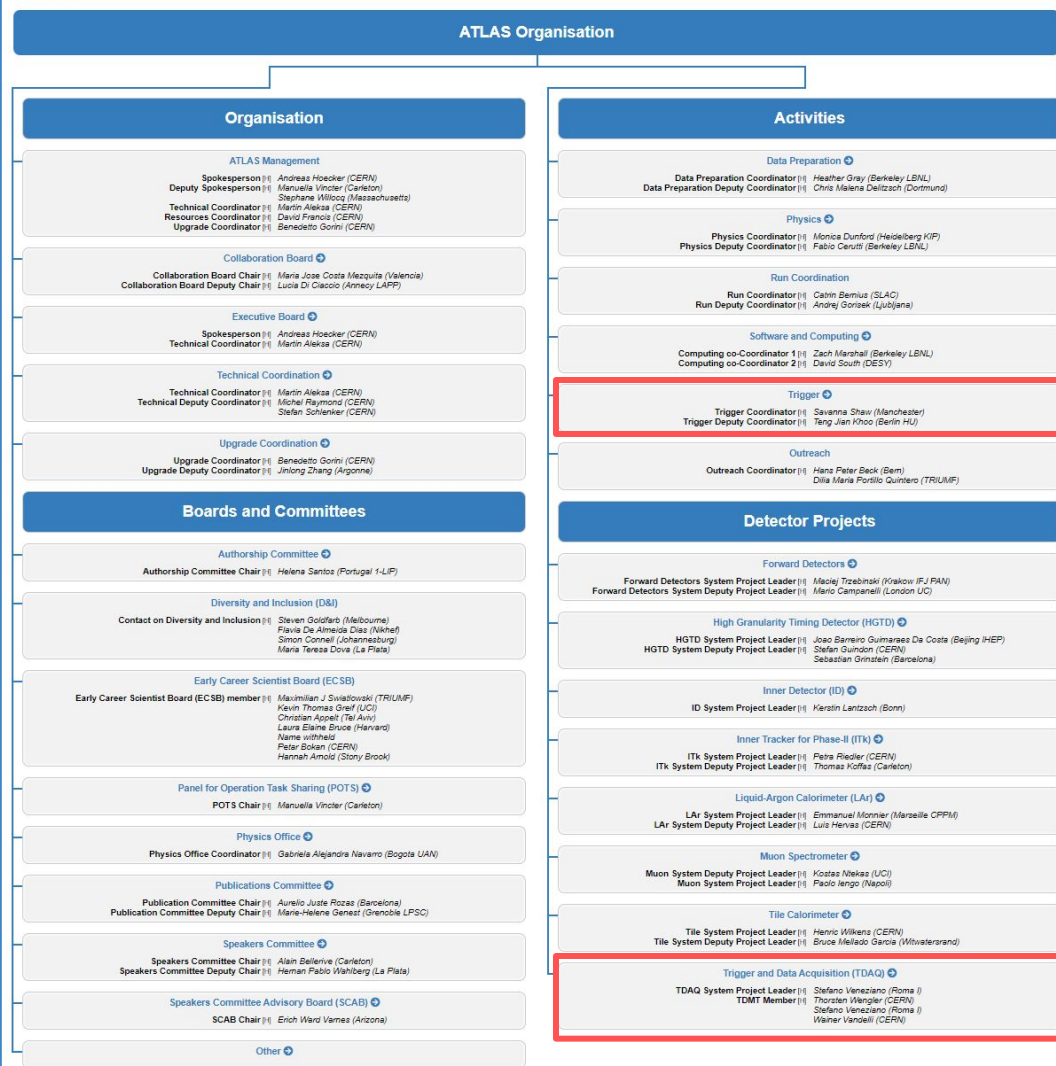 ATLAS Organisation
Organisation
ATLAS Management
Spokesperson [H] Andreas Hoecker (CERN)
Deputy Spokesperson [H] Manuella Vincter (Carleton)
Stephane Willocq (Massachusetts)
Technical Coordinator [H] Martin Aleksa (CERN)
Resources Coordinator [H] David Francis (CERN)
Upgrade Coordinator [H] Benedetto Gorini (CERN)
Collaboration Board
Collaboration Board Chair [H] Maria Jose Costa Mezquita (Valencia)
Collaboration Board Deputy Chair [H] Lucia Di Ciaccio (Annecy LAPP)
Executive Board
Spokesperson [H] Andreas Hoecker (CERN)
Technical Coordinator [H] Martin Aleksa (CERN)
Technical Coordination
Technical Coordinator [H] Martin Aleksa (CERN)
Technical Deputy Coordinator [H] Michel Raymond (CERN)
Stefan Schlenker (CERN)
Upgrade Coordination
Upgrade Coordinator [H] Benedetto Gorini (CERN)
Upgrade Deputy Coordinator [H] Jinlong Zhang (Argonne)
Boards and Committees
Authorship Committee
Authorship Committee Chair [H] Helena Santos (Portugal 1-LIP)
Diversity and Inclusion (D&I)
Contact on Diversity and Inclusion [H] Steven Goldfarb (Melbourne)
Flavia De Almeida Dias (Nikhef)
Simon Connell (Johannesburg)
Maria Teresa Dova (La Plata)
Early Career Scientist Board (ECSB)
Early Career Scientist Board (ECSB) member [H] Maximilian J Swiatlowski (TRIUMF)
Kevin Thomas Greif (UCI)
Christian Appelt (Tel Aviv)
Laura Elaine Bruce (Harvard)
Name withheld
Petar Bokan (CERN)
Hannah Arnold (Stony Brook)
Panel for Operation Task Sharing (POTS)
POTS Chair [H] Manuella Vincter (Carleton)
Physics Office
Physics Office Coordinator [H] Gabriela Alejandra Navarro (Bogota UAN)
Publications Committee
Publication Committee Chair [H] Aurelio Juste Rozas (Barcelona)
Publication Committee Deputy Chair [H] Marie-Helene Genest (Grenoble LPSC)
Speakers Committee
Speakers Committee Chair [H] Alain Bellerive (Carleton)
Speakers Committee Deputy Chair [H] Hernan Pablo Wahlberg (La Plata)
Speakers Committee Advisory Board (SCAB)
SCAB Chair [H] Erich Ward Varnes (Arizona)
Other
Activities
Data Preparation
Data Preparation Coordinator [H] Heather Gray (Berkeley LBNL)
Data Preparation Deputy Coordinator [H] Chris Malena Delitzsch (Dortmund)
Physics
Physics Coordinator [H] Monica Dunford (Heidelberg KIP)
Physics Deputy Coordinator [H] Fabio Cerutti (Berkeley LBNL)
Run Coordination
Run Coordinator [H] Catrin Bernius (SLAC)
Run Deputy Coordinator [H] Andrej Gorisek (Ljubljana)
Software and Computing
Computing co-Coordinator 1 [H] Zach Marshall (Berkeley LBNL)
Computing co-Coordinator 2 [H] David South (DESY)
Trigger
Trigger Coordinator [H] Savanna Shaw (Manchester)
Trigger Deputy Coordinator [H] Teng Jian Khoo (Berlin HU)
Outreach
Outreach Coordinator [H] Hans Peter Beck (Bern)
Dilia Maria Portillo Quintero (TRIUMF)
Detector Projects
Forward Detectors
Forward Detectors System Project Leader [H] Maciej Trzebinski (Krakow IFJ PAN)
Forward Detectors System Deputy Project Leader [H] Mario Campanelli (London UC)
High Granularity Timing Detector (HGTD)
HGTD System Project Leader [H] Joao Barreiro Guimaraes Da Costa (Beijing IHEP)
HGTD System Deputy Project Leader [H] Stefan Guindon (CERN)
Sebastian Grinstein (Barcelona)
Inner Detector (ID)
ID System Project Leader [H] Kerstin Lantzsch (Bonn)
Inner Tracker for Phase-II (ITk)
ITk System Project Leader [H] Petra Riedler (CERN)
ITk System Deputy Project Leader [H] Thomas Koffas (Carleton)
Liquid-Argon Calorimeter (LAr)
LAr System Project Leader [H] Emmanuel Monnier (Marseille CPPM)
LAr System Deputy Project Leader [H] Luis Hervas (CERN)
Muon Spectrometer
Muon System Deputy Project Leader [H] Kostas Ntekas (UCI)
Muon System Project Leader [H] Paolo Iengo (Napoli)
Tile Calorimeter
Tile System Project Leader [H] Henric Wilkens (CERN)
Tile System Deputy Project Leader [H] Bruce Mellado Garcia (Witwatersrand)
Trigger and Data Acquisition (TDAQ)
TDAQ System Project Leader [H] Stefano Veneziano (Roma I)
TDMT Member [H] Thorsten Wengler (CERN)
Stefano Veneziano (Roma I)
Wainer Vandelli (CERN)